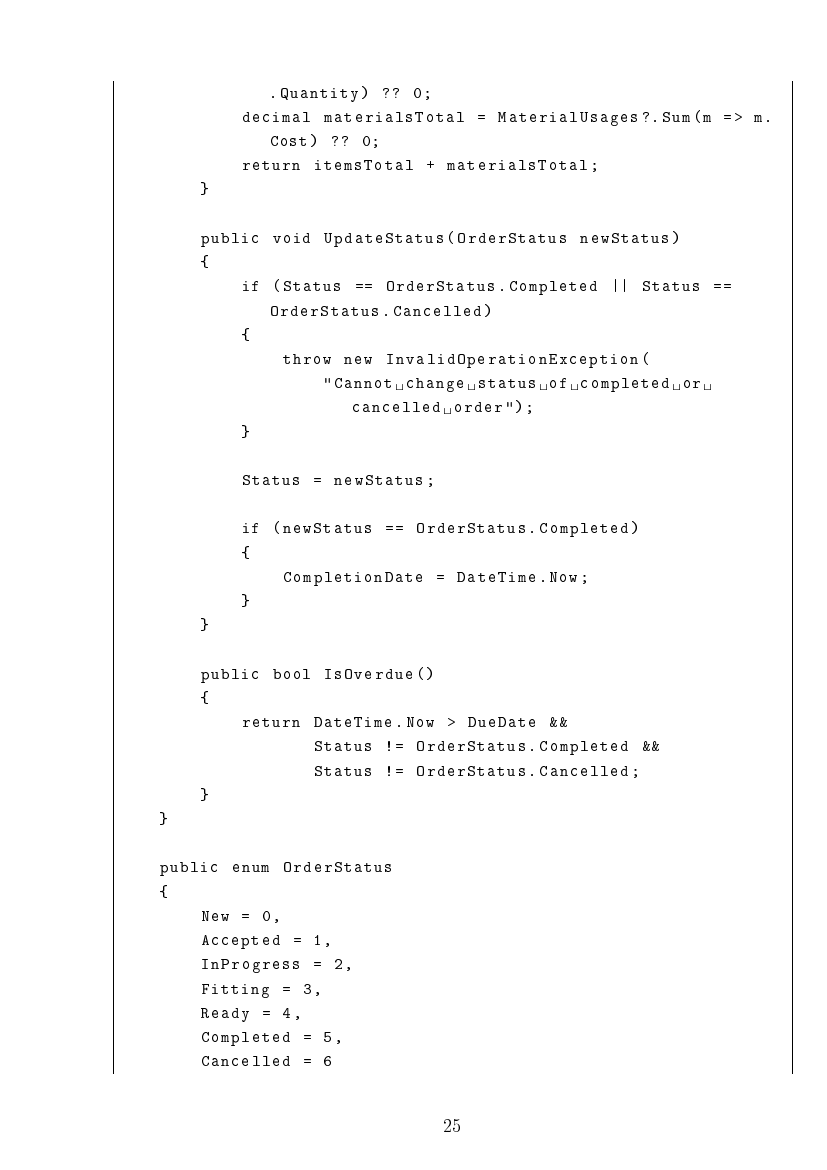 .Quantity) ?? 0;
decimal materialsTotal = MaterialUsages?.Sum(m => m.
Cost) ?? 0;
return itemsTotal + materialsTotal;
}
public void UpdateStatus(OrderStatus newStatus)
{
if (Status == OrderStatus.Completed || Status ==
OrderStatus.Cancelled)
{
throw new InvalidOperationException(
"Cannot␣change␣status␣of␣completed␣or␣
cancelled␣order");
}
Status = newStatus;
if (newStatus == OrderStatus.Completed)
{
CompletionDate = DateTime.Now;
}
}
public bool IsOverdue()
{
return DateTime.Now > DueDate &&
Status != OrderStatus.Completed &&
Status != OrderStatus.Cancelled;
}
}
public enum OrderStatus
{
New = 0,
Accepted = 1,
InProgress = 2,
Fitting = 3,
Ready = 4,
Completed = 5,
Cancelled = 6
25